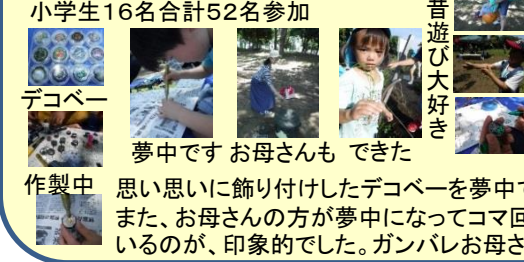 小学生16名合計52名参加
音遊び大好き
デコベー
夢中です お母さんも できた
作製中
思い思いに飾り付けしたデコベーを夢中で
また、お母さんの方が夢中になってコマ回
いるのが、印象的でした。ガンバレお母さ